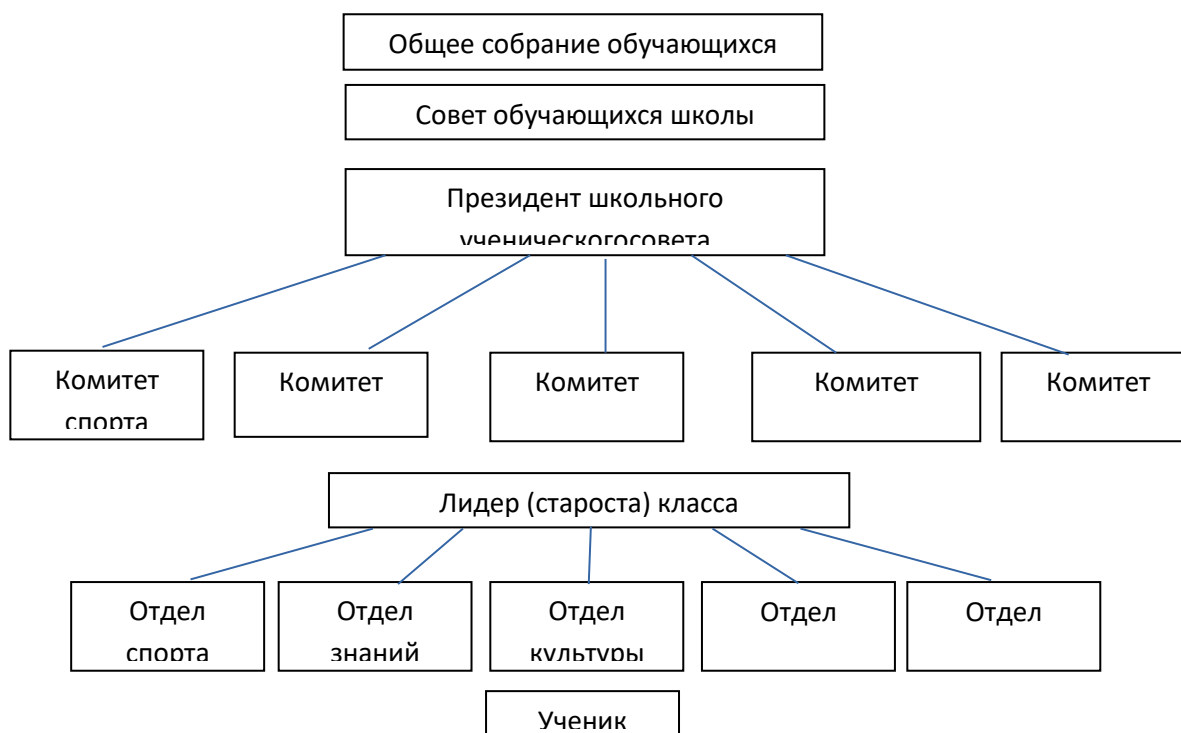 Общее собрание обучающихся
Совет обучающихся школы
Президент школьного
ученическогосовета
Комитет
спорта
Комитет
Комитет
Комитет
Комитет
Лидер (староста) класса
Отдел
спорта
Отдел
знаний
Отдел
культуры
Отдел
Отдел
Ученик